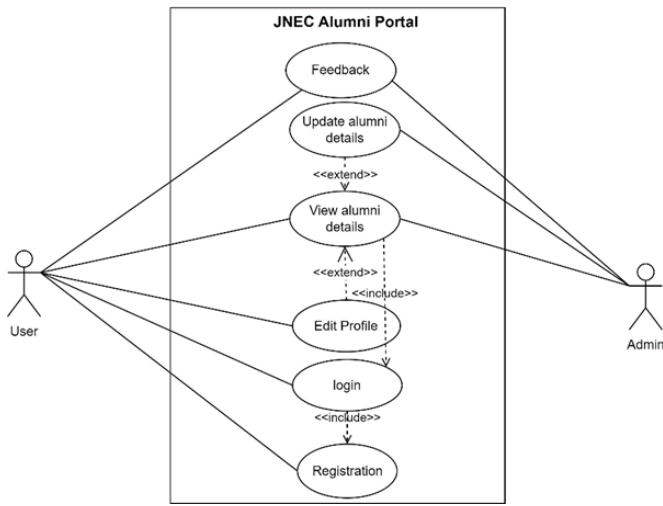 JNEC Alumni Portal
Feedback
Update alumni
details
<<extend>>
View alumni
details
<<extend>>
<<include>>
User
Edit Profile
Admin
login
<<include>>
Registration